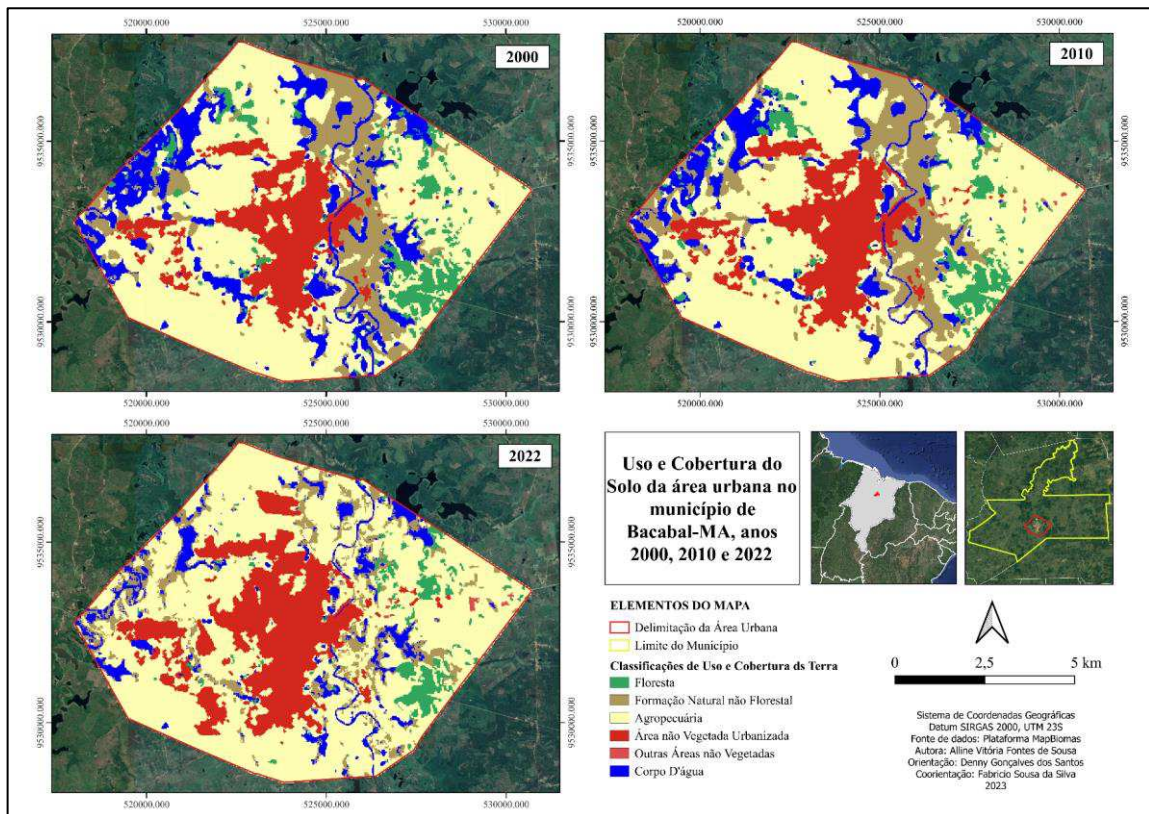 520000.000 525000.000 530000.000
520000.000 525000.000 530000.000
2000
2010
9535000.000
9535000.000
9535000.000
9530000.000
9530000.000
9530000.000
520000.000 525000.000 530000.000
520000.000 525000.000 530000.000
2022
9535000.000
9535000.000
9530000.000
9530000.000
520000.000 525000.000 530000.000
Uso e Cobertura do
Solo da área urbana no
município de
Bacabal-MA, anos
2000, 2010 e 2022
ELEMENTOS DO MAPA
Delimitação da Área Urbana
Limite do Município
Classificações de Uso e Cobertura ds Terra
Floresta
Formação Natural não Florestal
Agropecuária
Área não Vegetada Urbanizada
Outras Áreas não Vegetadas
Corpo D'água
0 2,5 5 km
Sistema de Coordenadas Geográficas
Datum SIRGAS 2000, UTM 23S
Fonte de dados: Plataforma MapBiomas
Autora: Alline Vitória Fontes de Sousa
Orientação: Denny Gonçalves dos Santos
Coorientação: Fabricio Sousa da Silva
2023